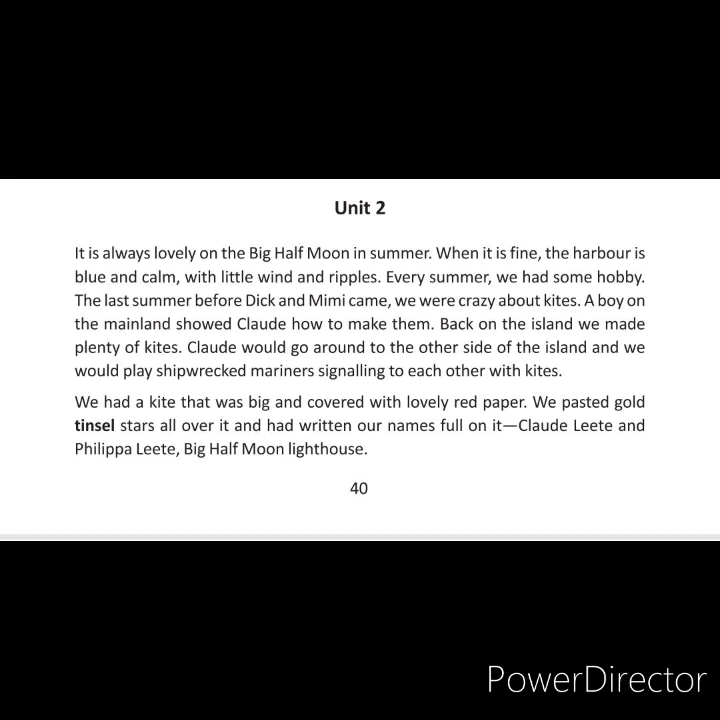 Unit 2
It is always lovely on the Big Half Moon in summer. When it is fine, the harbour is
blue and calm, with little wind and ripples. Every summer, we had some hobby.
The last summer before Dick and Mimi came, we were crazy about kites. A boy on
the mainland showed Claude how to make them. Back on the island we made
plenty of kites. Claude would go around to the other side of the island and we
would play shipwrecked mariners signalling to each other with kites.
We had a kite that was big and covered with lovely red paper. We pasted gold
tinsel stars all over it and had written our names full on it—Claude Leete and
Philippa Leete, Big Half Moon lighthouse.
40
PowerDirector